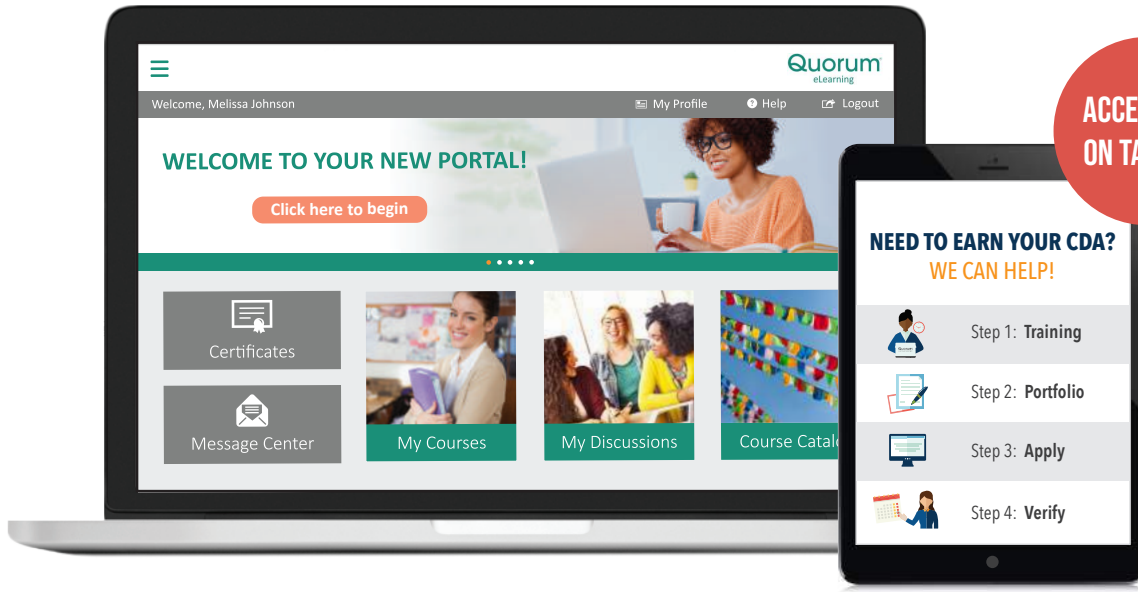 Quorum
eLearning
Welcome, Melissa Johnson
My Profile
Help
Logout
WELCOME TO YOUR NEW PORTAL!
Click here to begin
Certificates
Message Center
My Courses
My Discussions
Course
ON
NEED TO EARN YOUR CDA?
WE CAN HELP!
Step 1: Training
Step 2: Portfolio
Step 3: Apply
Step 4: Verify